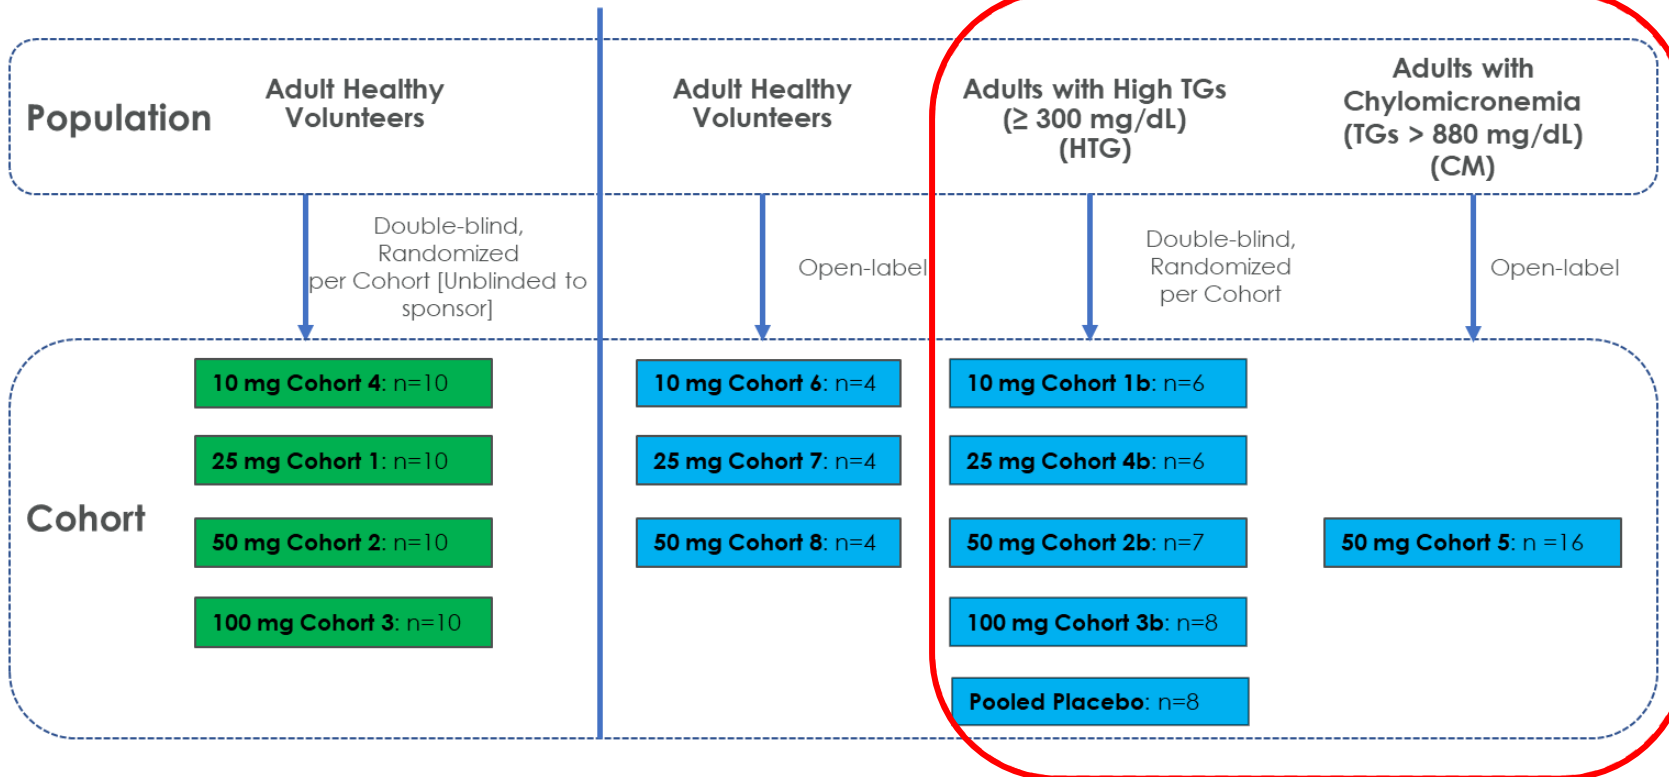 Population
Adult Healthy
Volunteers
Adult Healthy
Volunteers
Adults with High TGs
(≥ 300 mg/dL)
(HTG)
Adults with
Chylomicronemia
(TGs > 880 mg/dL)
(CM)
Double-blind,
Randomized
per Cohort [Unblinded to
sponsor]
Open-label
Double-blind,
Randomized
per Cohort
Open-label
Cohort
10 mg Cohort 4: n=10
25 mg Cohort 1: n=10
50 mg Cohort 2: n=10
100 mg Cohort 3: n=10
10 mg Cohort 6: n=4
25 mg Cohort 7: n=4
50 mg Cohort 8: n=4
10 mg Cohort 1b: n=6
25 mg Cohort 4b: n=6
50 mg Cohort 2b: n=7
100 mg Cohort 3b: n=8
Pooled Placebo: n=8
50 mg Cohort 5: n =16